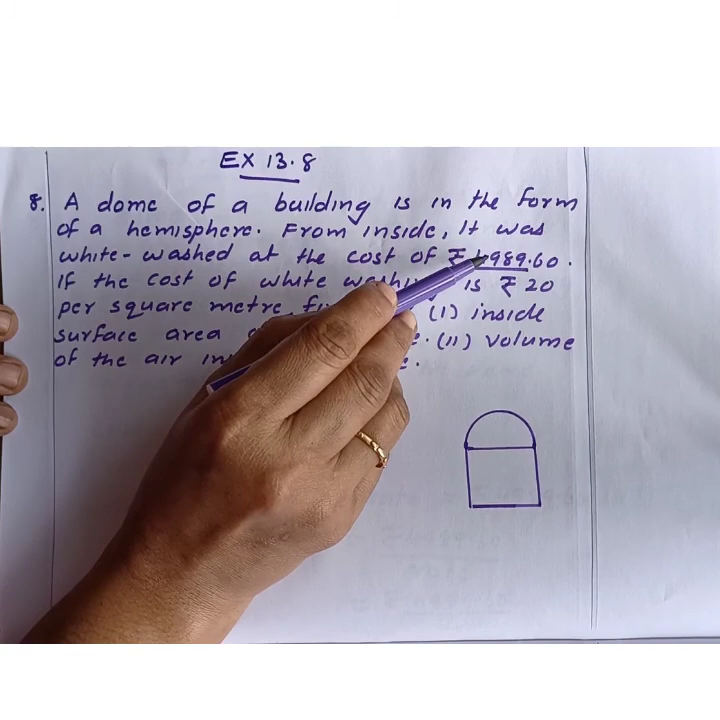 EX 13.8
8. A dome of a building is in the form
of a hemisphere. From inside, It was
white-washed at the cost of ₹ 4989.60.
If the cost of white is ₹ 20
per square metre, (I) inside
surface area (II) volume
of the air